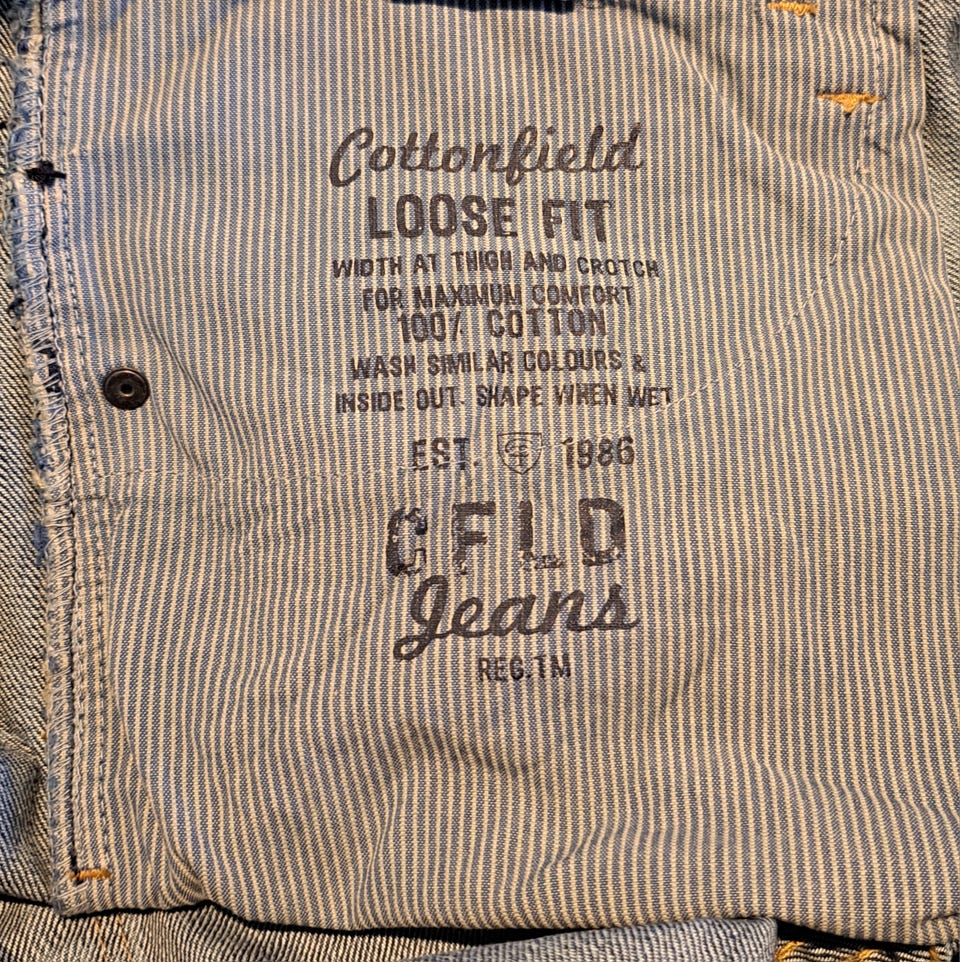 Cottonfield
LOOSE FIT
WIDTH AT THIGH AND CROTCH
FOR MAXIMUM COMFORT
100% COTTON
WASH SIMILAR COLOURS &
INSIDE OUT. SHAPE WHEN WET
EST. 1986
CFLD
Jeans
REG.TM